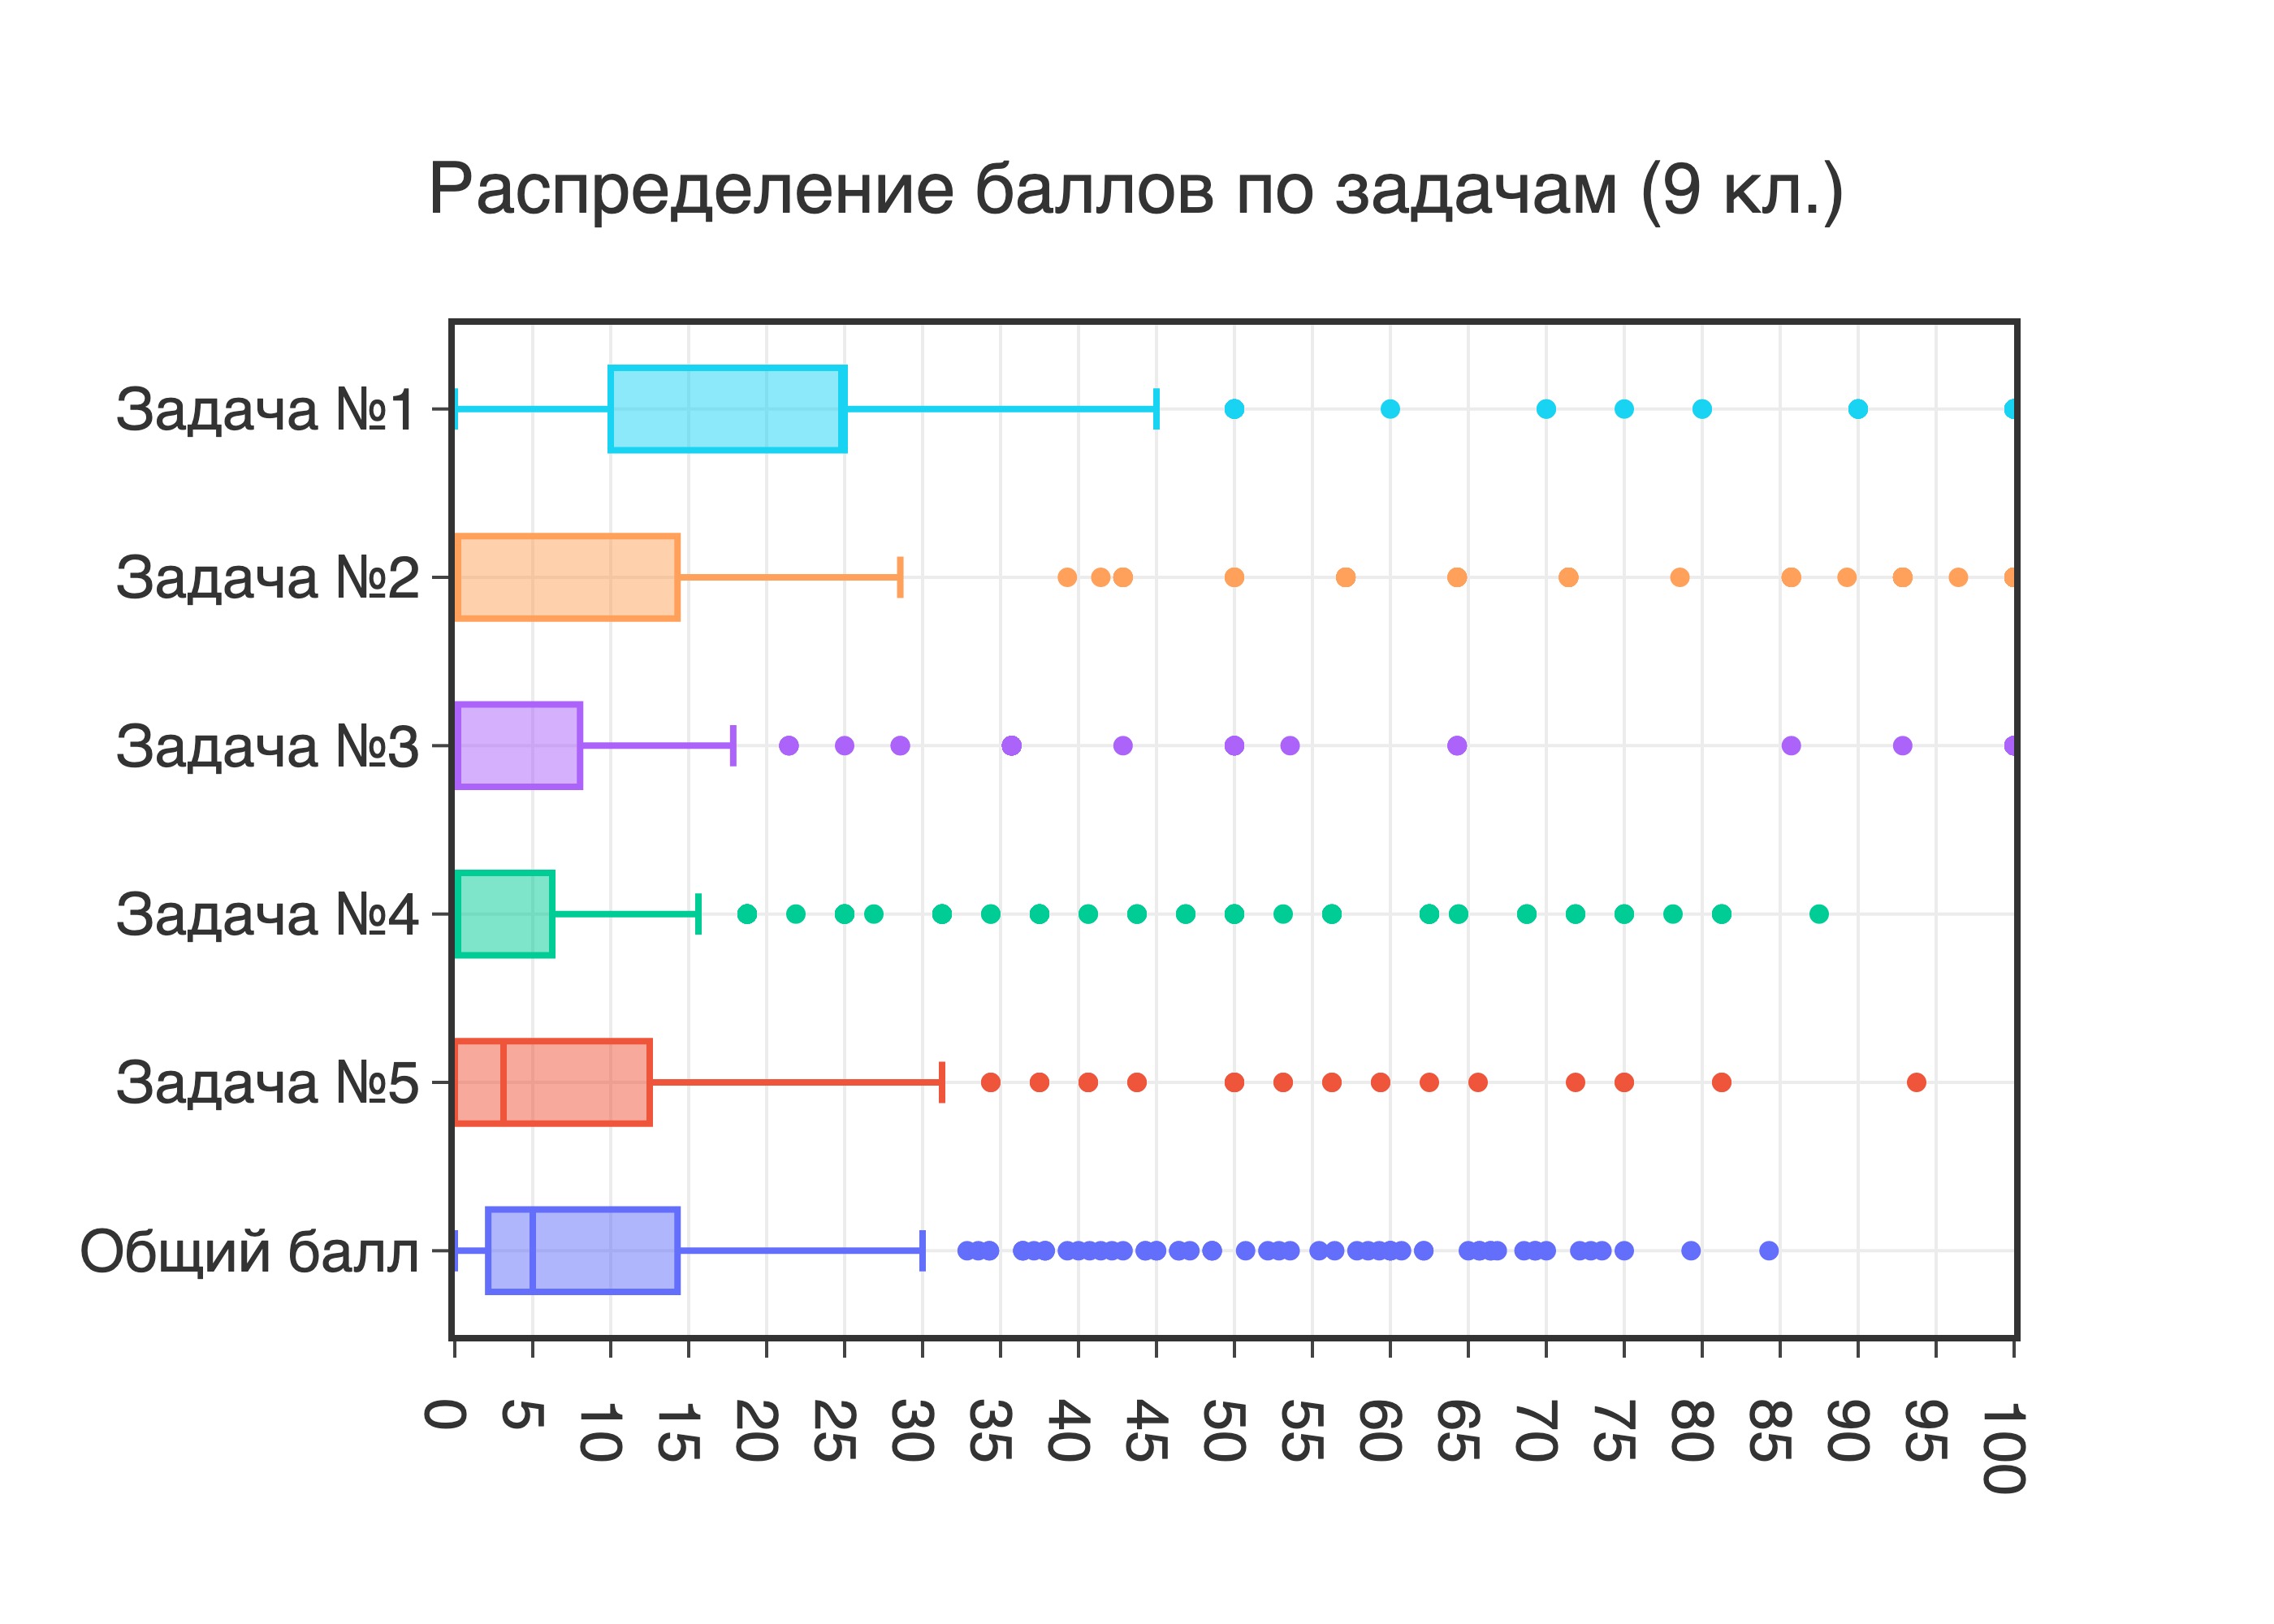 Распределение баллов по задачам (9 кл.)
Задача №1
Задача №2
Задача №3
Задача №4
Задача №5
Общий балл
0 5 10 15 20 25 30 35 40 45 50 55 60 65 70 75 80 85 90 95 100